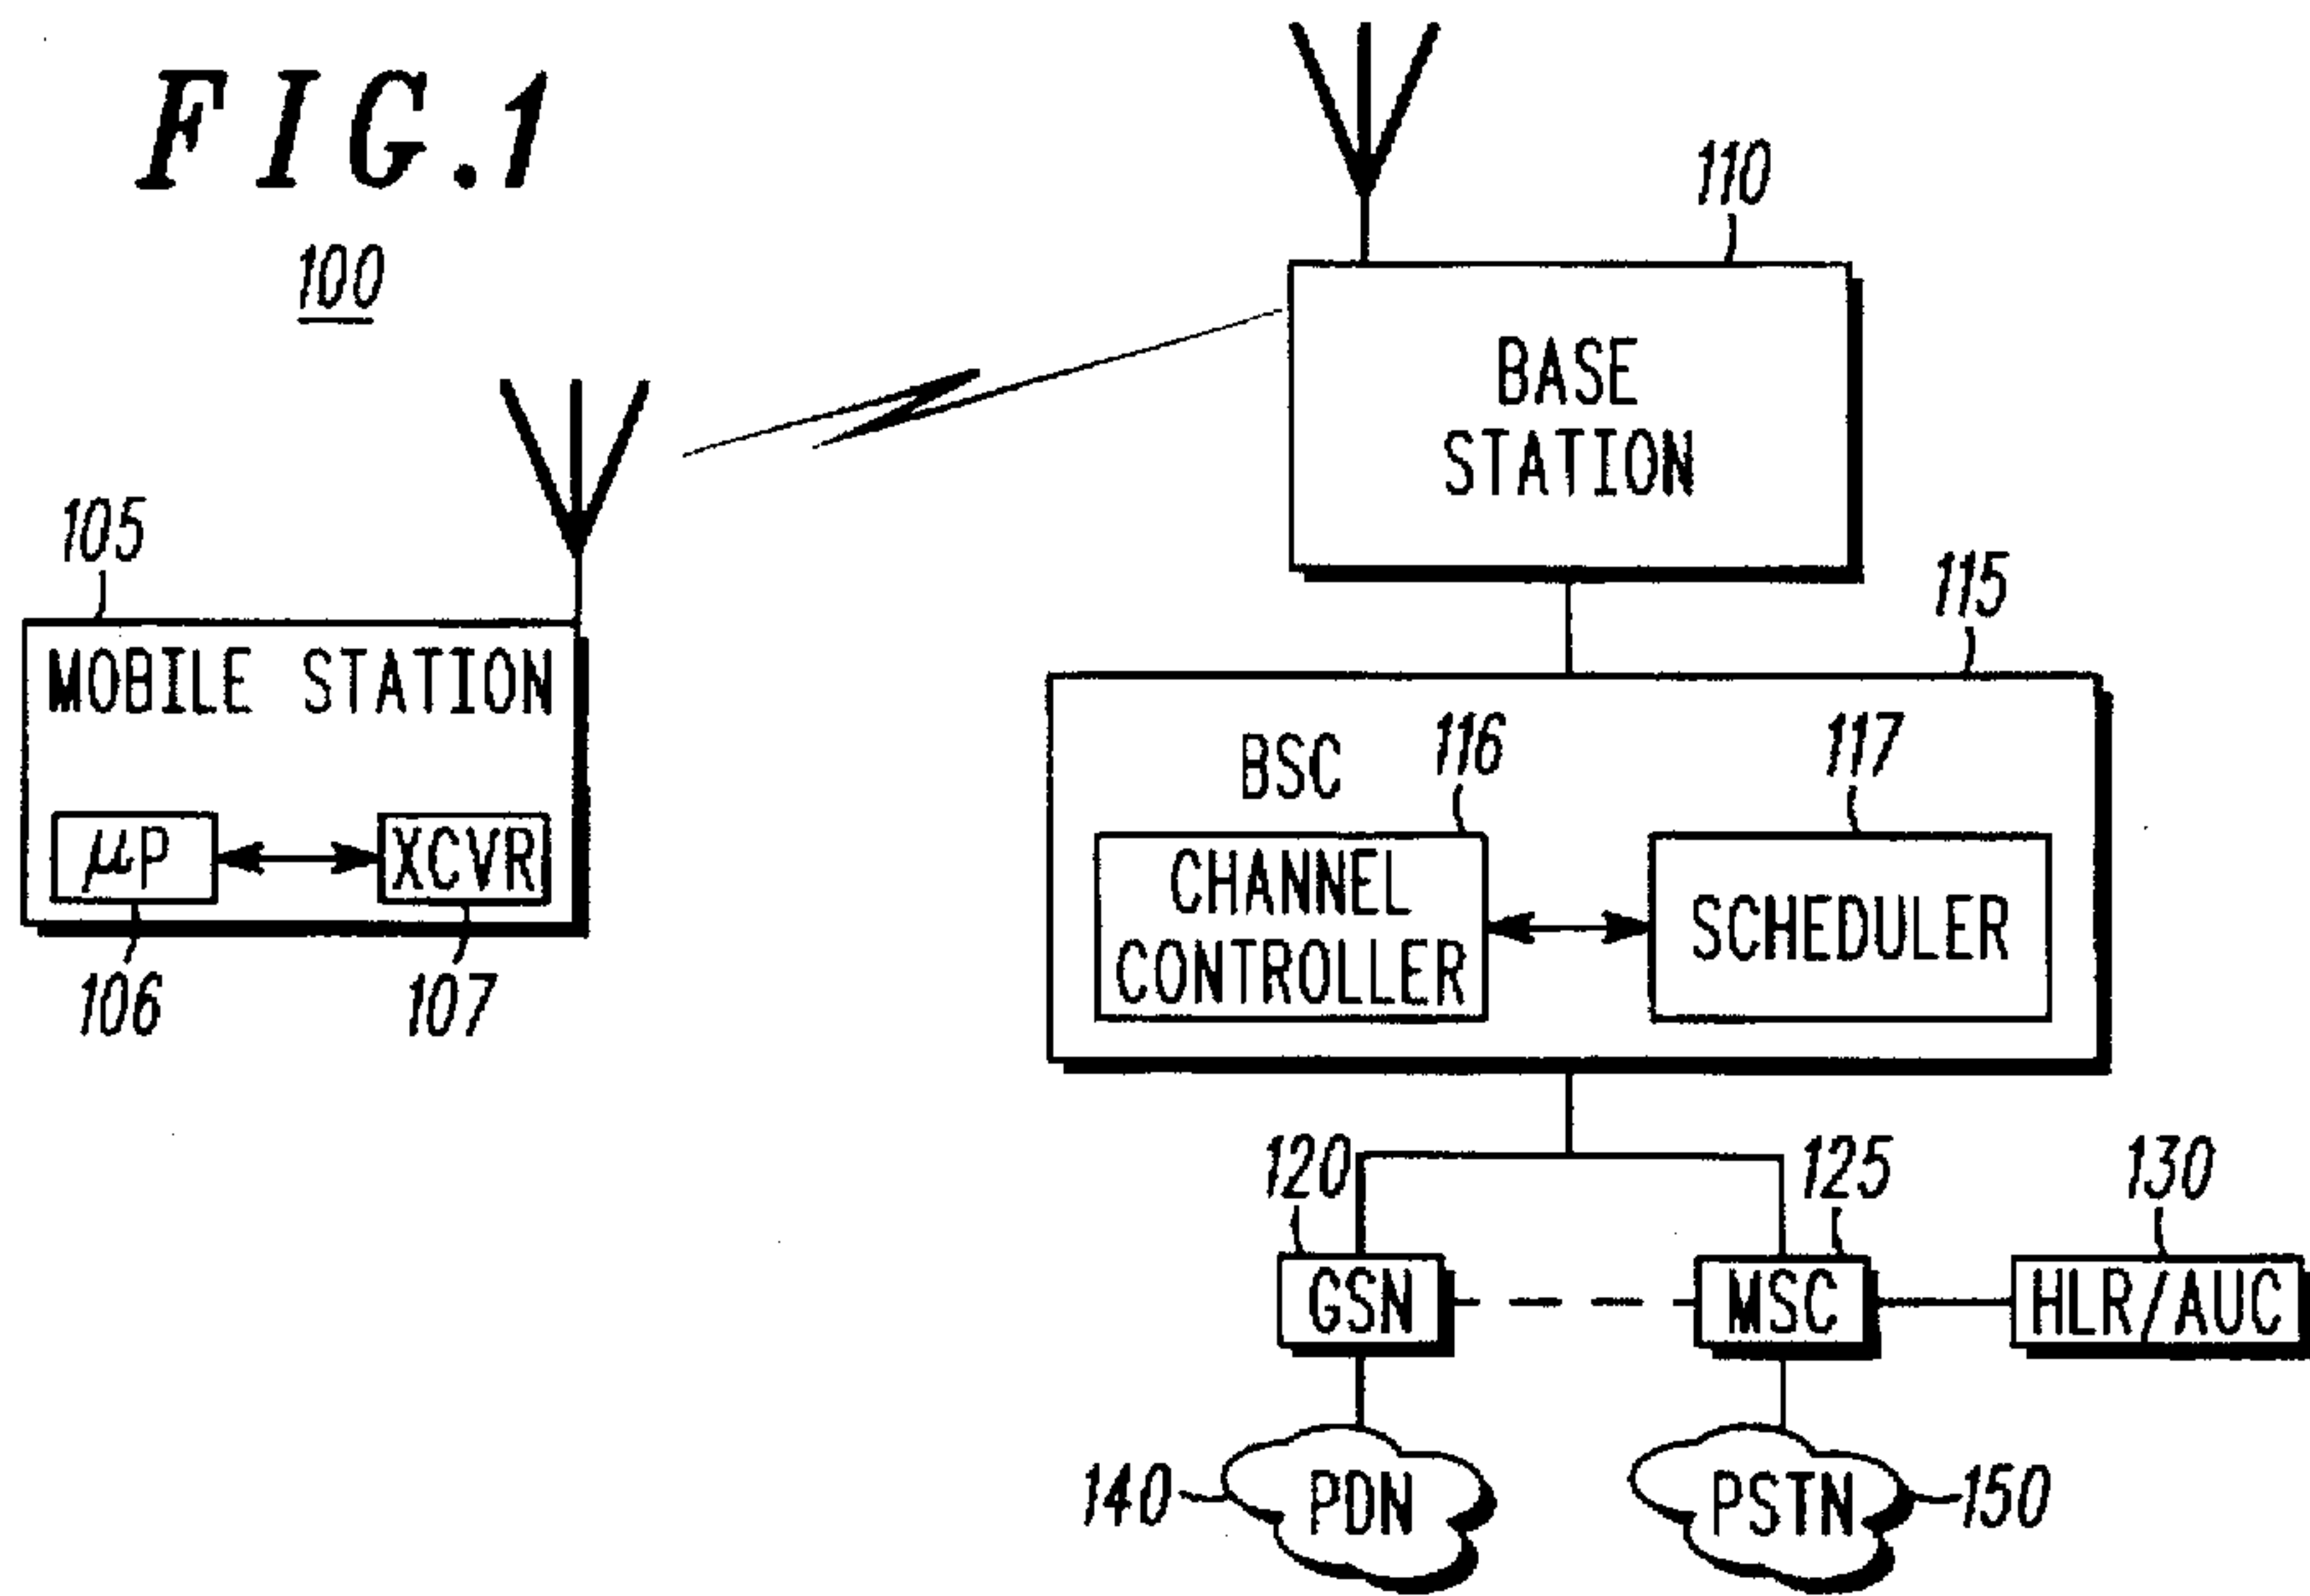 FIG.1
100
110
BASE
STATION
105
MOBILE STATION
µP
XCVR
106
107
115
BSC
116
117
CHANNEL
CONTROLLER
SCHEDULER
120
125
130
GSN
MSC
HLR/AUC
140
PDN
PSTN
150